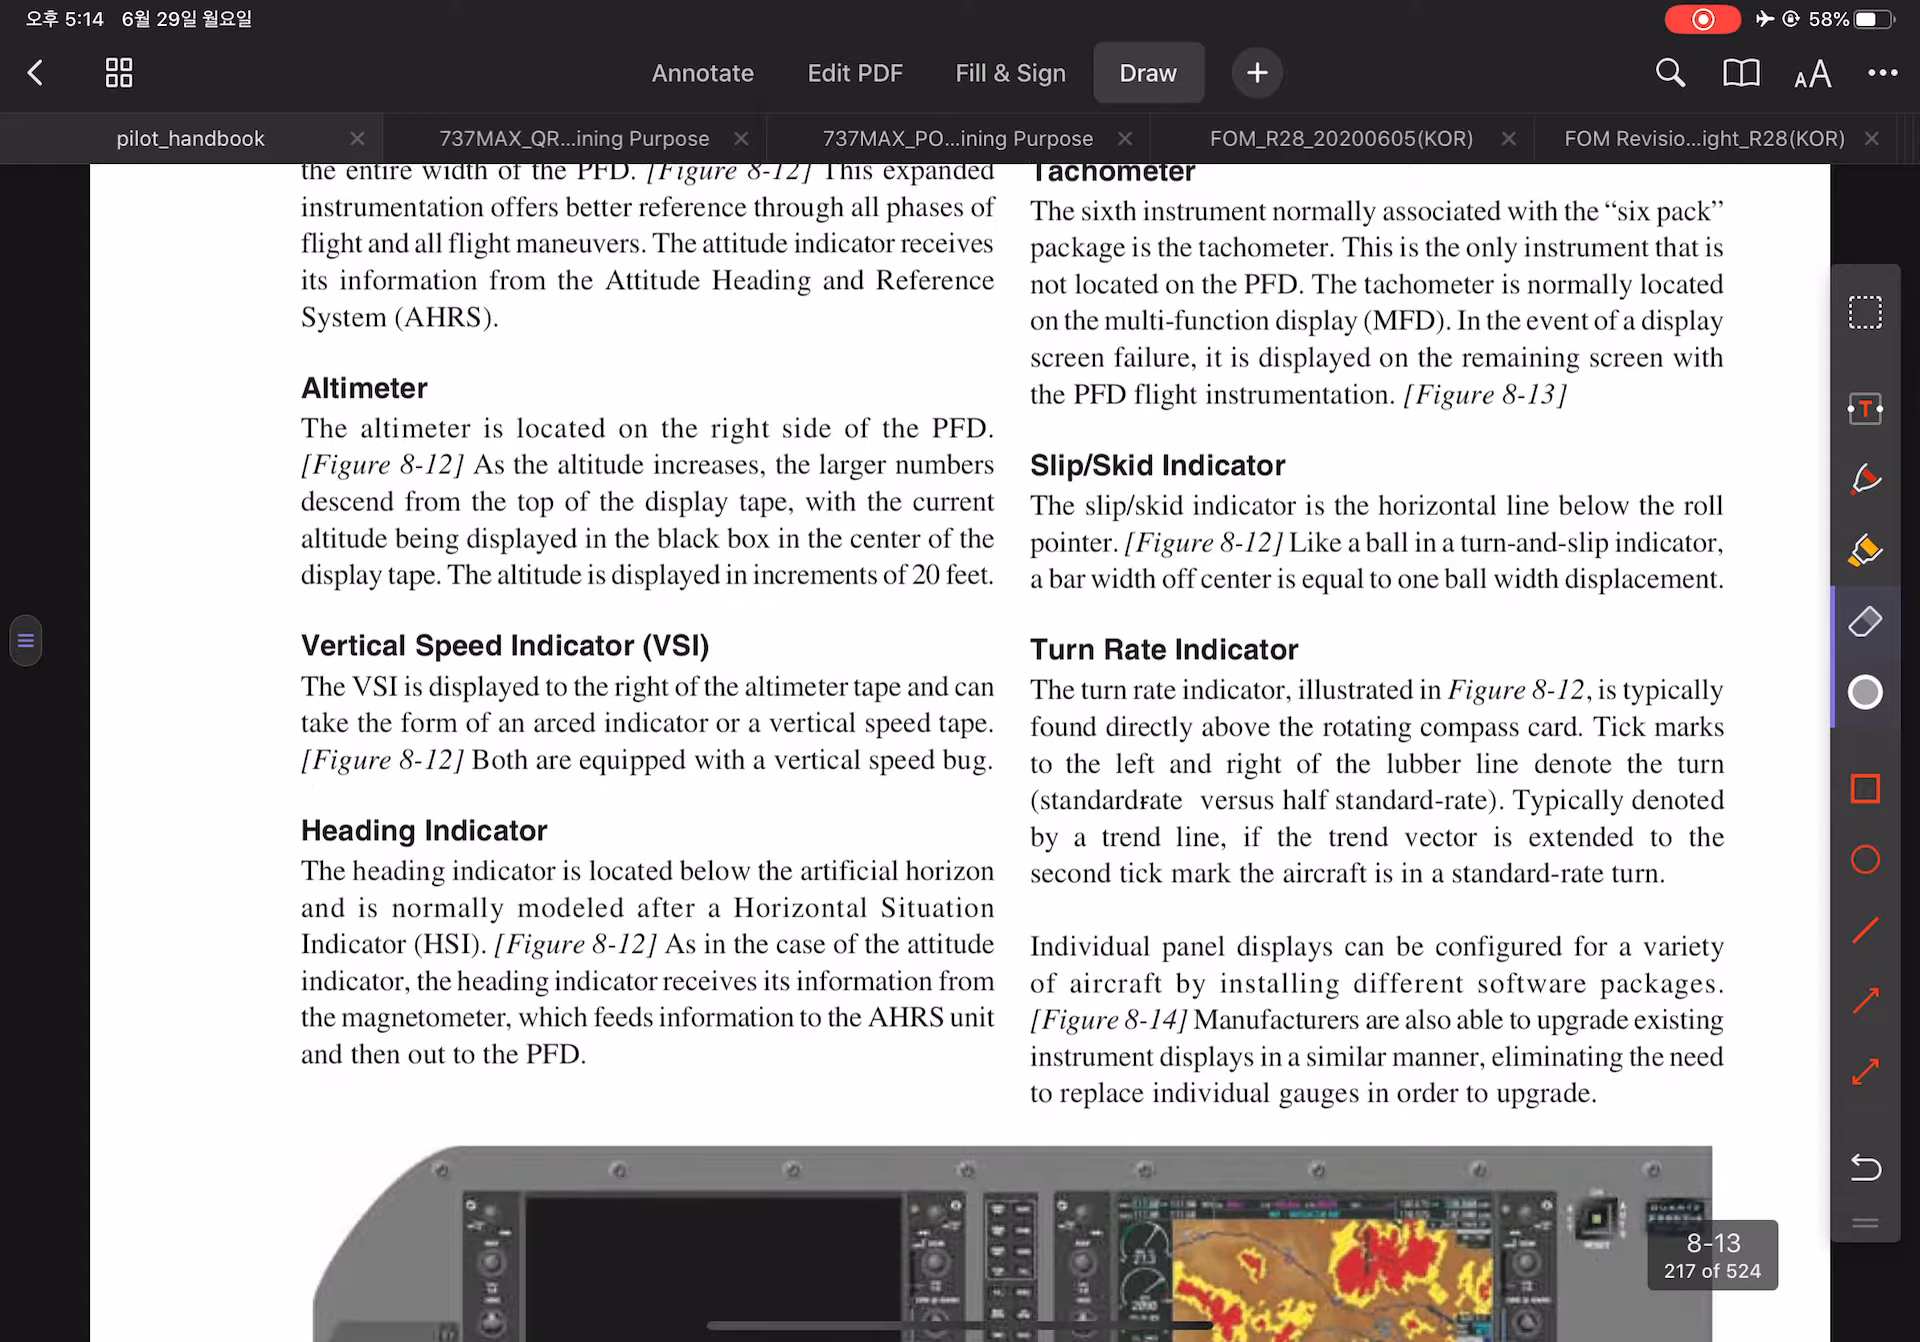 오후 5:14 6월 29일 월요일
58%
Annotate Edit PDF Fill & Sign Draw
AA
pilot_handbook
737MAX_QR...ining Purpose
737MAX_PO...ining Purpose
FOM_R28_20200605(KOR)
FOM Revisio...ight_R28(KOR)
the entire width of the PFD. [Figure 8-12] This expanded
instrumentation offers better reference through all phases of
flight and all flight maneuvers. The attitude indicator receives
its information from the Attitude Heading and Reference
System (AHRS).
Altimeter
The altimeter is located on the right side of the PFD.
[Figure 8-12] As the altitude increases, the larger numbers
descend from the top of the display tape, with the current
altitude being displayed in the black box in the center of the
display tape. The altitude is displayed in increments of 20 feet.
Vertical Speed Indicator (VSI)
The VSI is displayed to the right of the altimeter tape and can
take the form of an arced indicator or a vertical speed tape.
[Figure 8-12] Both are equipped with a vertical speed bug.
Heading Indicator
The heading indicator is located below the artificial horizon
and is normally modeled after a Horizontal Situation
Indicator (HSI). [Figure 8-12] As in the case of the attitude
indicator, the heading indicator receives its information from
the magnetometer, which feeds information to the AHRS unit
and then out to the PFD.
Tachometer
The sixth instrument normally associated with the “six pack”
package is the tachometer. This is the only instrument that is
not located on the PFD. The tachometer is normally located
on the multi-function display (MFD). In the event of a display
screen failure, it is displayed on the remaining screen with
the PFD flight instrumentation. [Figure 8-13]
Slip/Skid Indicator
The slip/skid indicator is the horizontal line below the roll
pointer. [Figure 8-12] Like a ball in a turn-and-slip indicator,
a bar width off center is equal to one ball width displacement.
Turn Rate Indicator
The turn rate indicator, illustrated in Figure 8-12, is typically
found directly above the rotating compass card. Tick marks
to the left and right of the lubber line denote the turn
(standard-rate versus half standard-rate). Typically denoted
by a trend line, if the trend vector is extended to the
second tick mark the aircraft is in a standard-rate turn.
Individual panel displays can be configured for a variety
of aircraft by installing different software packages.
[Figure 8-14] Manufacturers are also able to upgrade existing
instrument displays in a similar manner, eliminating the need
to replace individual gauges in order to upgrade.
T
8-13
217 of 524